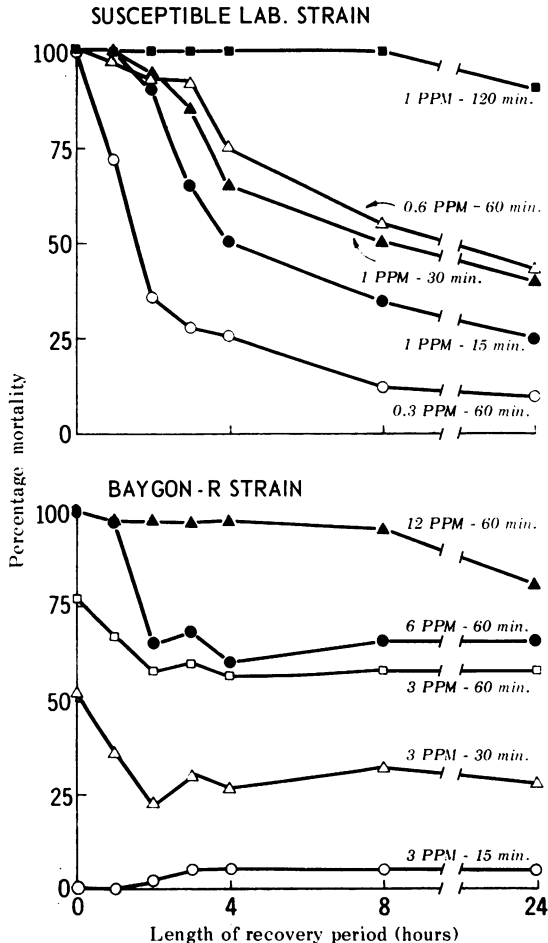 SUSCEPTIBLE LAB. STRAIN
100
75
50
25
0
1 PPM - 120 min.
0.6 PPM - 60 min.
1 PPM - 30 min.
1 PPM - 15 min.
0.3 PPM - 60 min.
Percentage mortality
BAYGON - R STRAIN
100
75
50
25
0
12 PPM - 60 min.
6 PPM - 60 min.
3 PPM - 60 min.
3 PPM - 30 min.
3 PPM - 15 min.
0 4 8 24
Length of recovery period (hours)